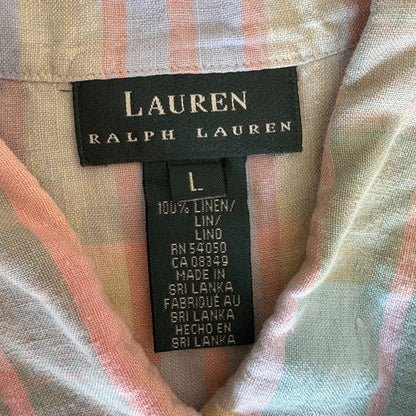 LAUREN
RALPH LAUREN
L
100% LINEN/
LIN/
LINO
RN 54050
CA 08349
MADE IN
SRI LANKA
FABRIQUÉ AU
SRI LANKA
HECHO EN
SRI LANKA